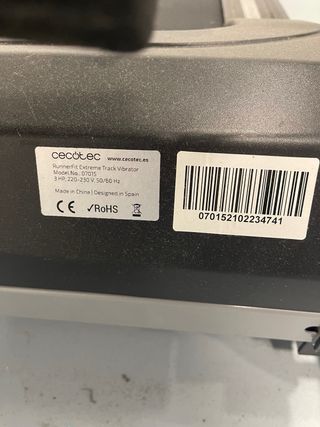 cecotec www.cecotec.es
RunnerFit Extreme Track Vibrator
Model No.: 07015
3 HP, 220-230 V, 50/60 Hz
Made in China | Designed in Spain
CE ✓RoHS
070152102234741